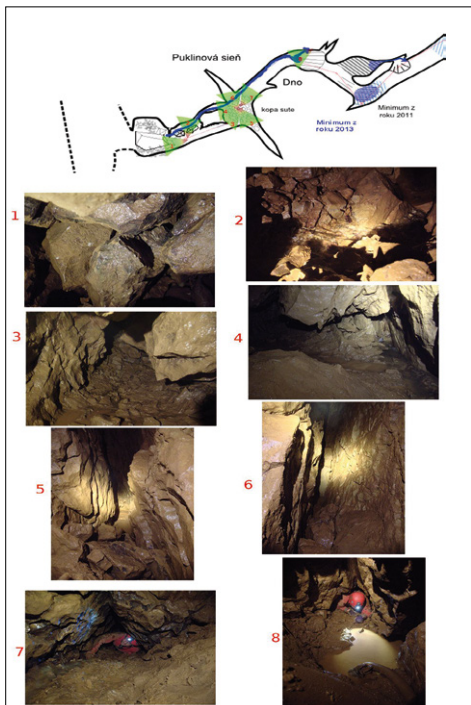 Puklinová sieň
Dno
kopa sute
Minimum z
roku 2013
Minimum z
roku 2011
1
2
3
4
5
6
7
8